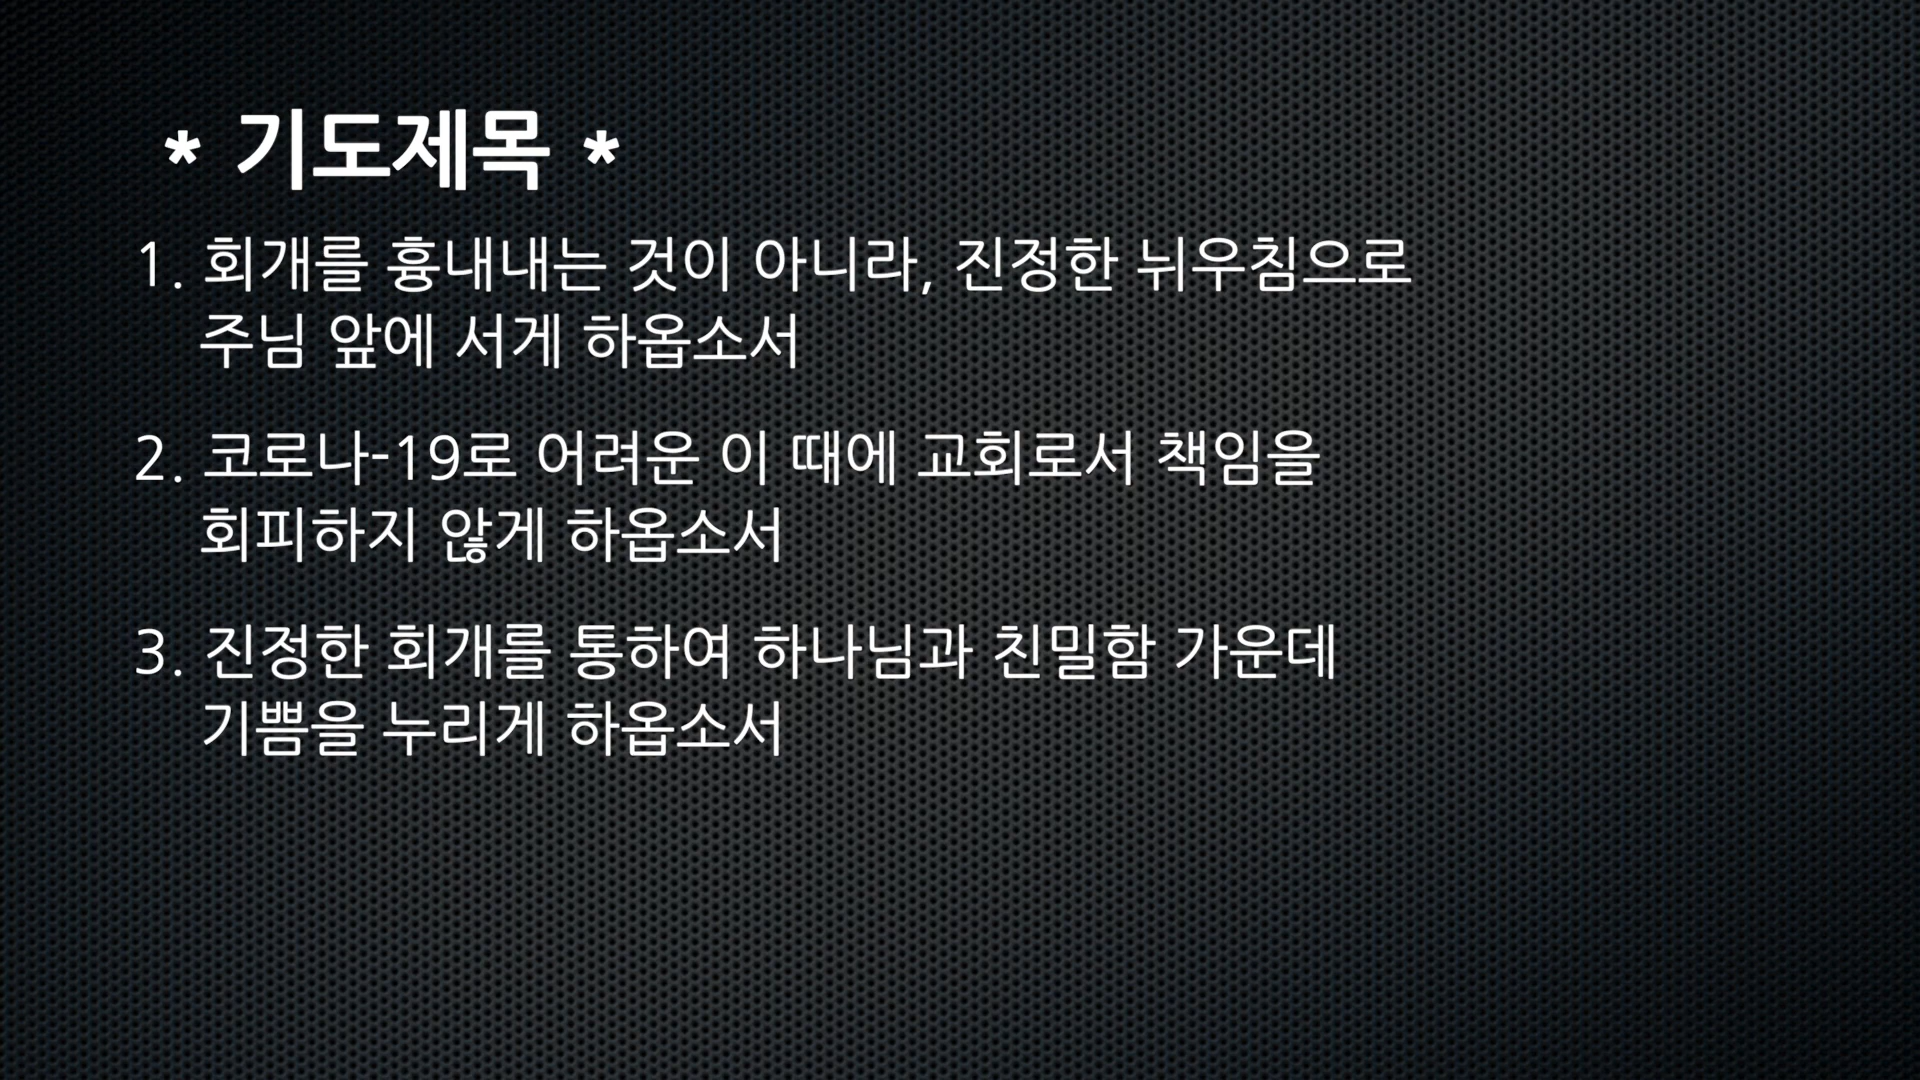 * 기도제목 *
1. 회개를 흉내내는 것이 아니라, 진정한 뉘우침으로
주님 앞에 서게 하옵소서
2. 코로나-19로 어려운 이 때에 교회로서 책임을
회피하지 않게 하옵소서
3. 진정한 회개를 통하여 하나님과 친밀함 가운데
기쁨을 누리게 하옵소서